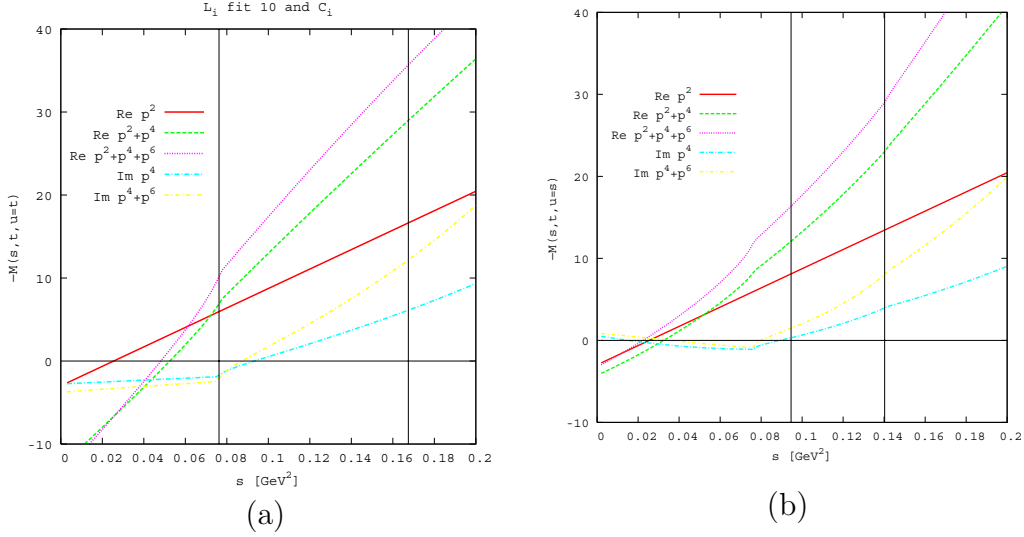 L_i fit 10 and C_i
-M(s,t,u=t)
40
30
20
10
0
-10
Re p^2
Re p^2+p^4
Re p^2+p^4+p^6
Im p^4
Im p^4+p^6
0 0.02 0.04 0.06 0.08 0.1 0.12 0.14 0.16 0.18 0.2
s [GeV^2]
(a)
-M(s,t,u=s)
40
30
20
10
0
-10
Re p^2
Re p^2+p^4
Re p^2+p^4+p^6
Im p^4
Im p^4+p^6
0 0.02 0.04 0.06 0.08 0.1 0.12 0.14 0.16 0.18 0.2
s [GeV^2]
(b)